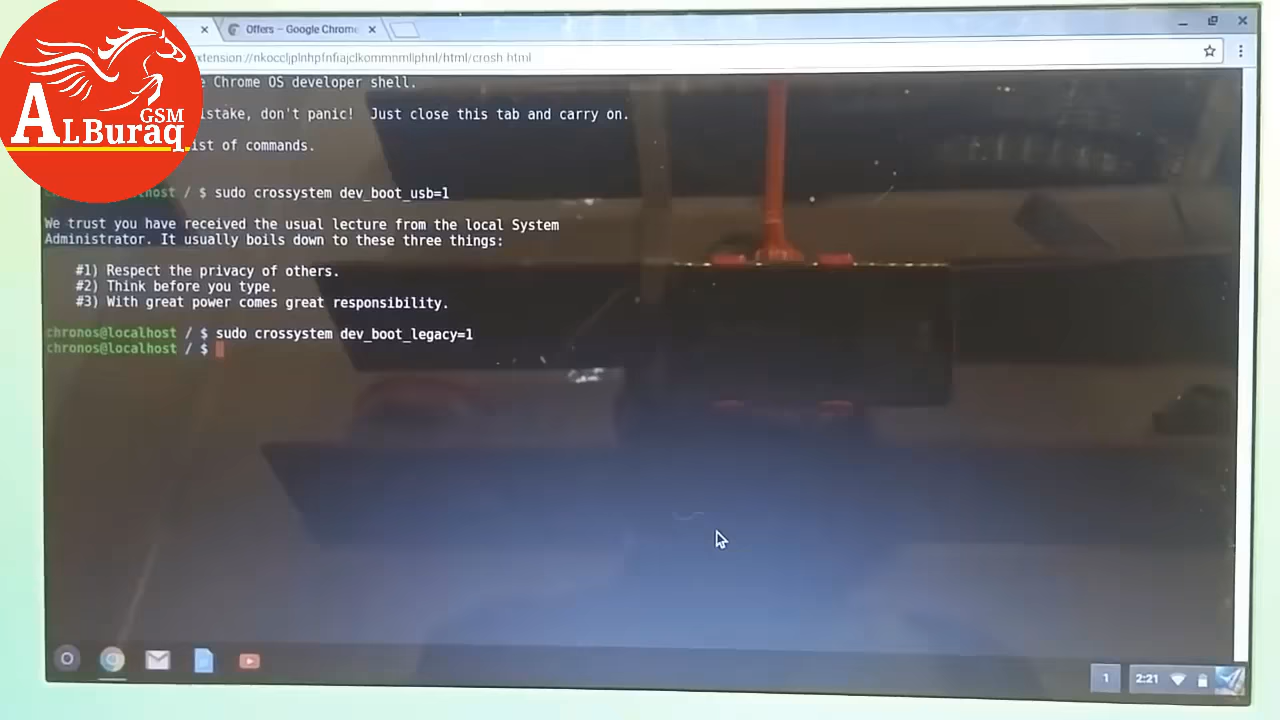 Offers – Google Chrome
xtension://nkoccljplnhpfnfiajclkommnmllphnl/html/crosh.html
Chrome OS developer shell.
stake, don't panic! Just close this tab and carry on.
ist of commands.
ALBuraq
GSM
chronos@localhost / $ sudo crossystem dev_boot_usb=1
We trust you have received the usual lecture from the local System
Administrator. It usually boils down to these three things:
#1) Respect the privacy of others.
#2) Think before you type.
#3) With great power comes great responsibility.
chronos@localhost / $ sudo crossystem dev_boot_legacy=1
chronos@localhost / $
1
2:21